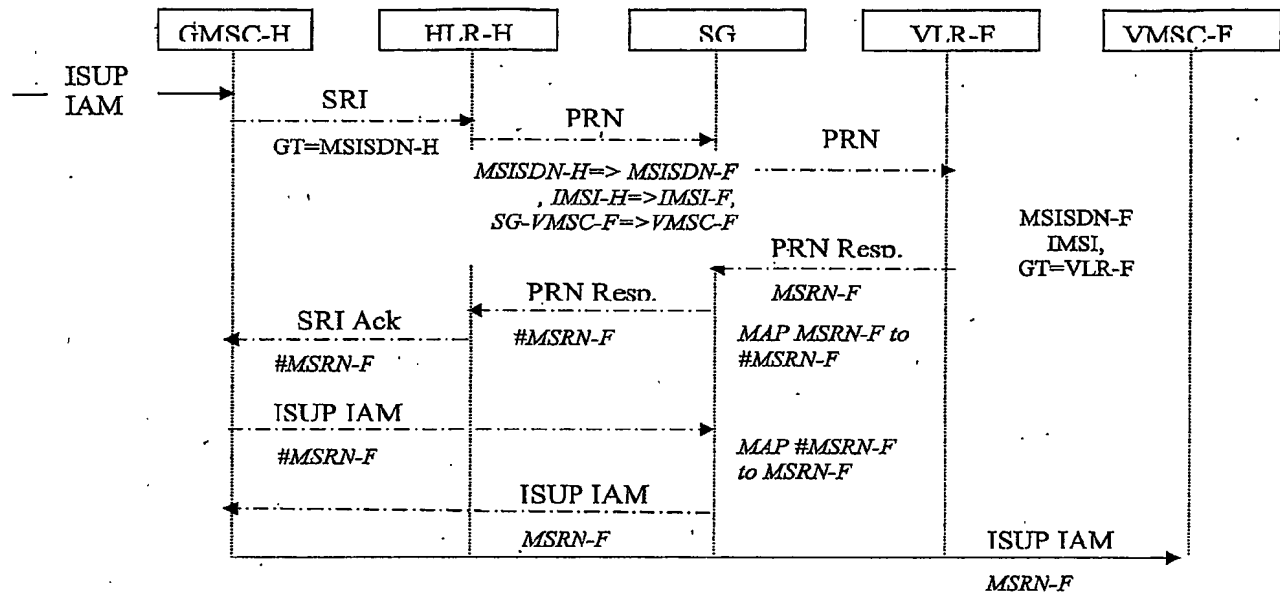 GMSC-H
HLR-H
SG
VLR-F
VMSC-F
ISUP
IAM
SRI
GT=MSISDN-H
PRN
PRN
MSISDN-H=> MSISDN-F
, IMSI-H=>IMSI-F,
SG-VMSC-F=>VMSC-F
MSISDN-F
IMSI,
GT=VLR-F
PRN Resp.
MSRN-F
PRN Resp.
#MSRN-F
MAP MSRN-F to
#MSRN-F
SRI Ack
#MSRN-F
ISUP IAM
#MSRN-F
MAP #MSRN-F
to MSRN-F
ISUP IAM
MSRN-F
ISUP IAM
MSRN-F